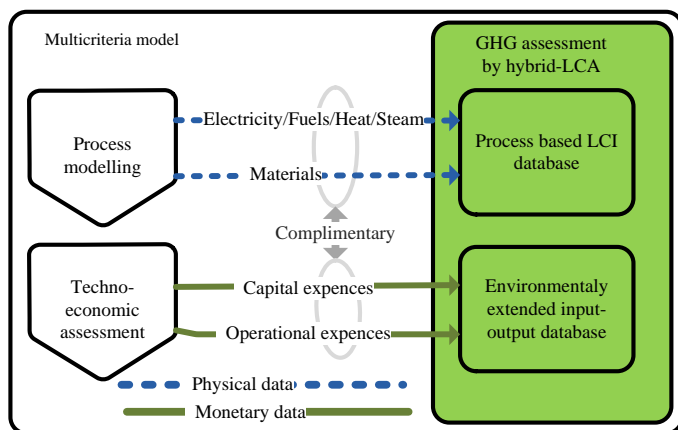 Multicriteria model
GHG assessment
by hybrid-LCA
Electricity/Fuels/Heat/Steam
Process
modelling
Process based LCI
database
Materials
Complimentary
Techno-
economic
assessment
Capital expences
Operational expences
Environmentaly
extended input-
output database
Physical data
Monetary data